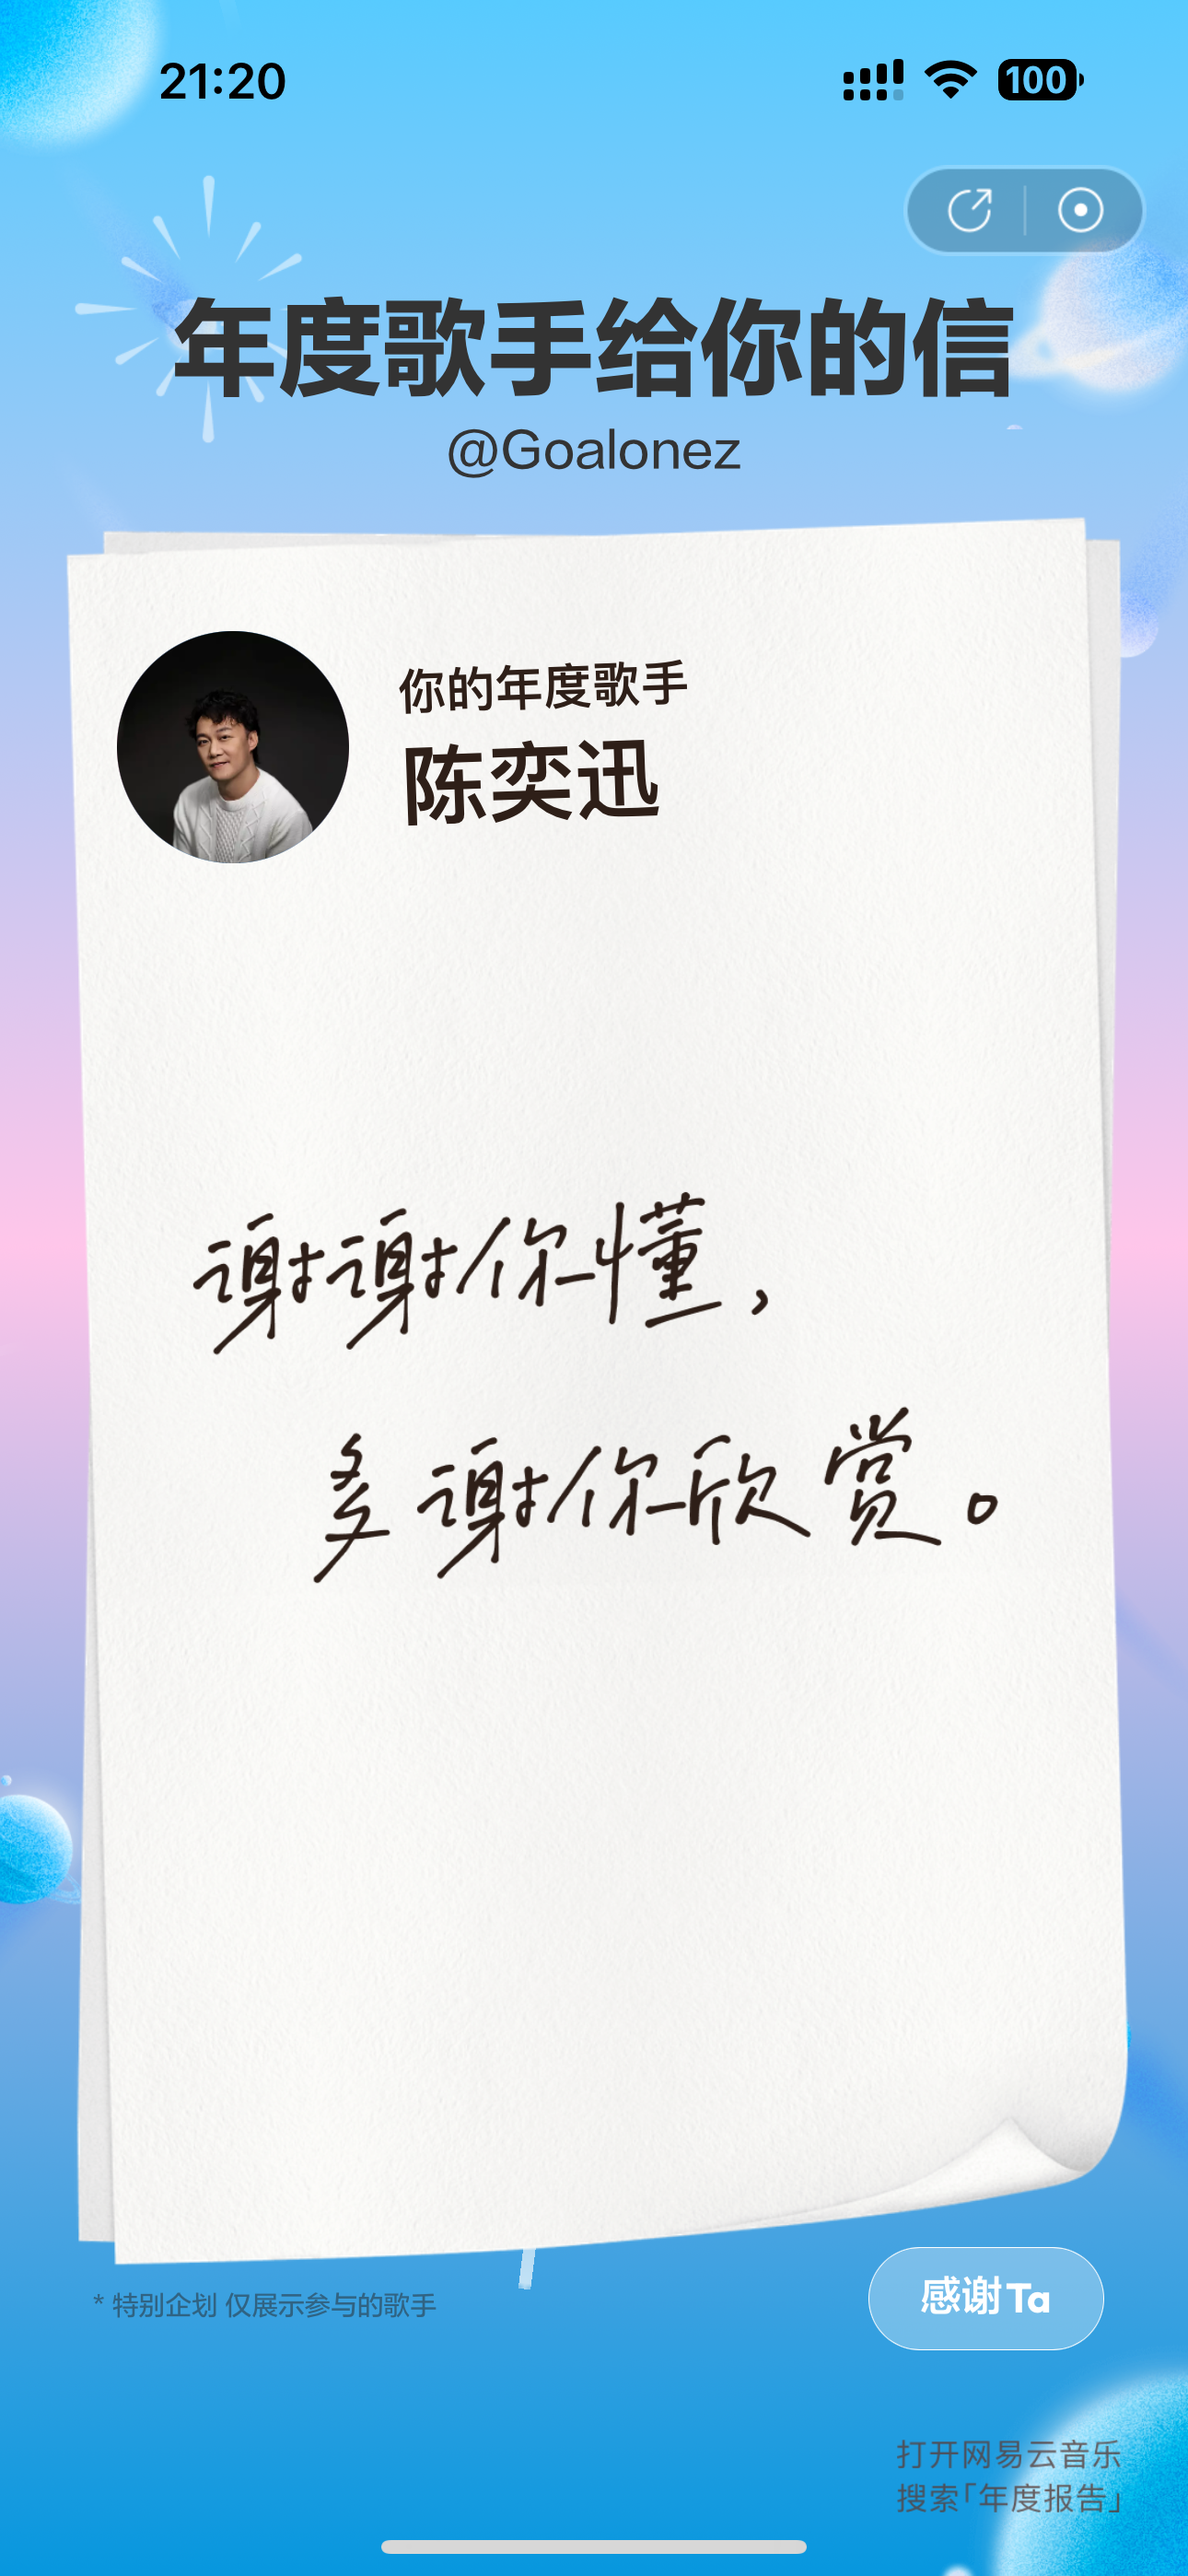 21:20
100
年度歌手给你的信
@Goalonez
你的年度歌手
陈奕迅
谢谢你懂，
多谢你欣赏。
* 特别企划 仅展示参与的歌手
感谢Ta
打开网易云音乐
搜索「年度报告」